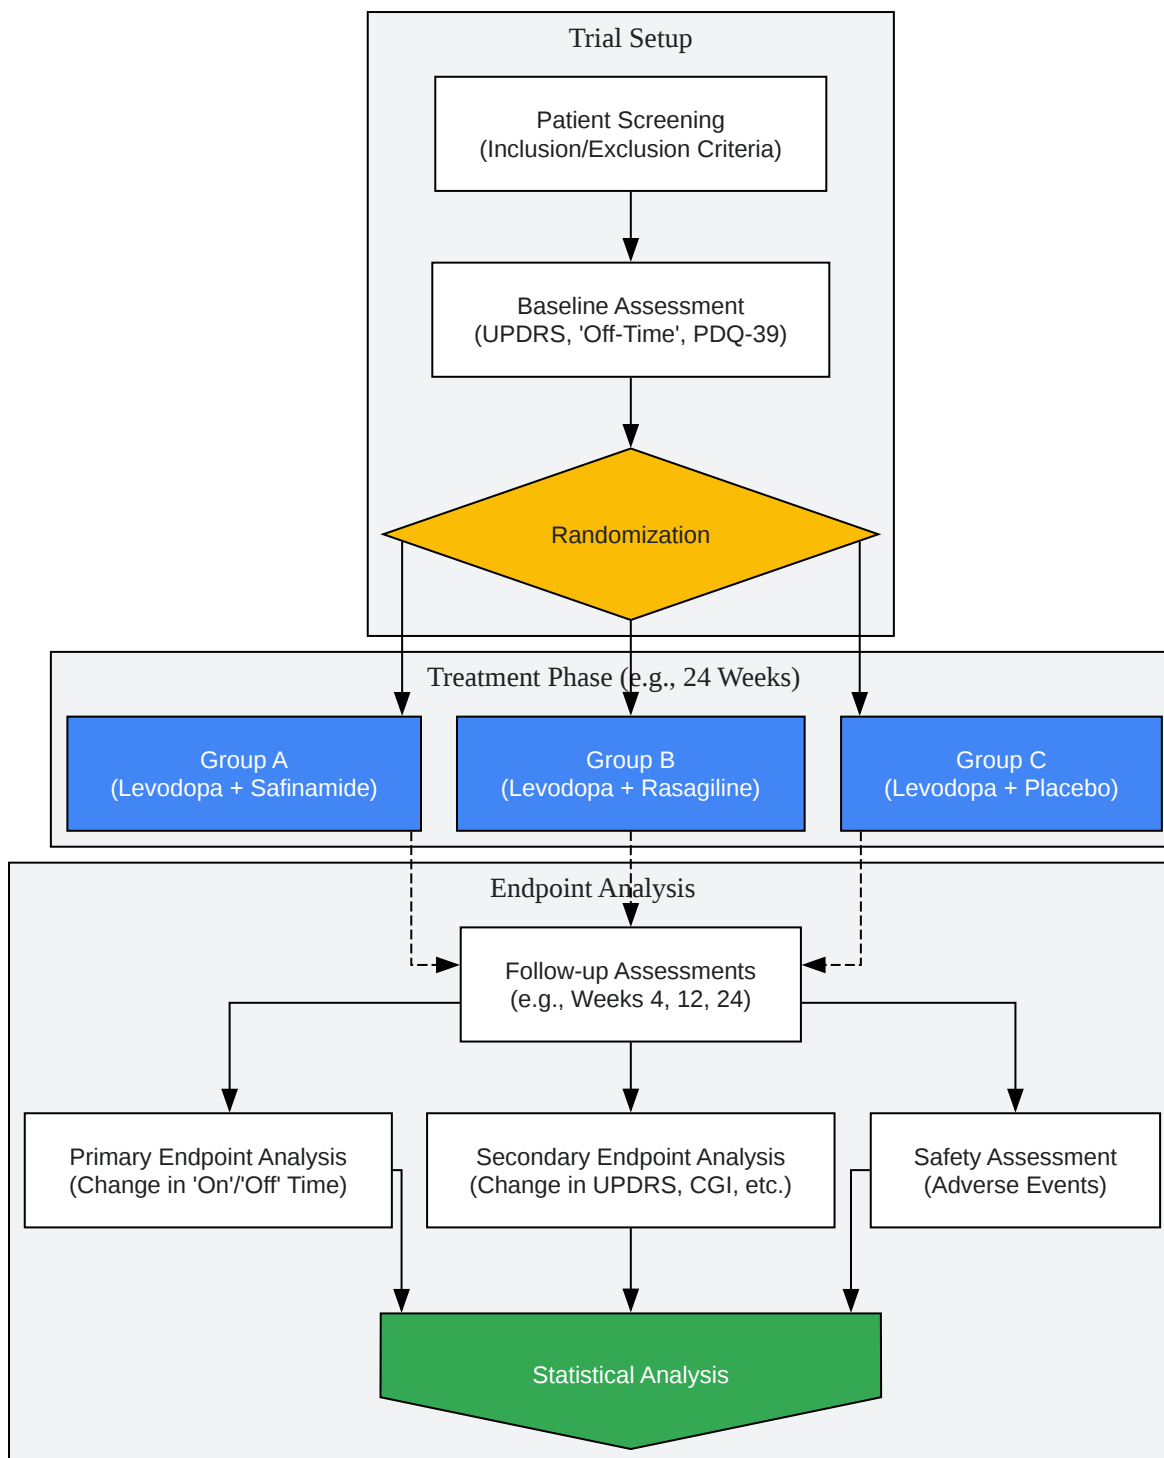 Trial Setup
Patient Screening
(Inclusion/Exclusion Criteria)
Baseline Assessment
(UPDRS, 'Off-Time', PDQ-39)
Randomization
Treatment Phase (e.g., 24 Weeks)
Group A
(Levodopa + Safinamide)
Group B
(Levodopa + Rasagiline)
Group C
(Levodopa + Placebo)
Endpoint Analysis
Follow-up Assessments
(e.g., Weeks 4, 12, 24)
Primary Endpoint Analysis
(Change in 'On'/'Off' Time)
Secondary Endpoint Analysis
(Change in UPDRS, CGI, etc.)
Safety Assessment
(Adverse Events)
Statistical Analysis